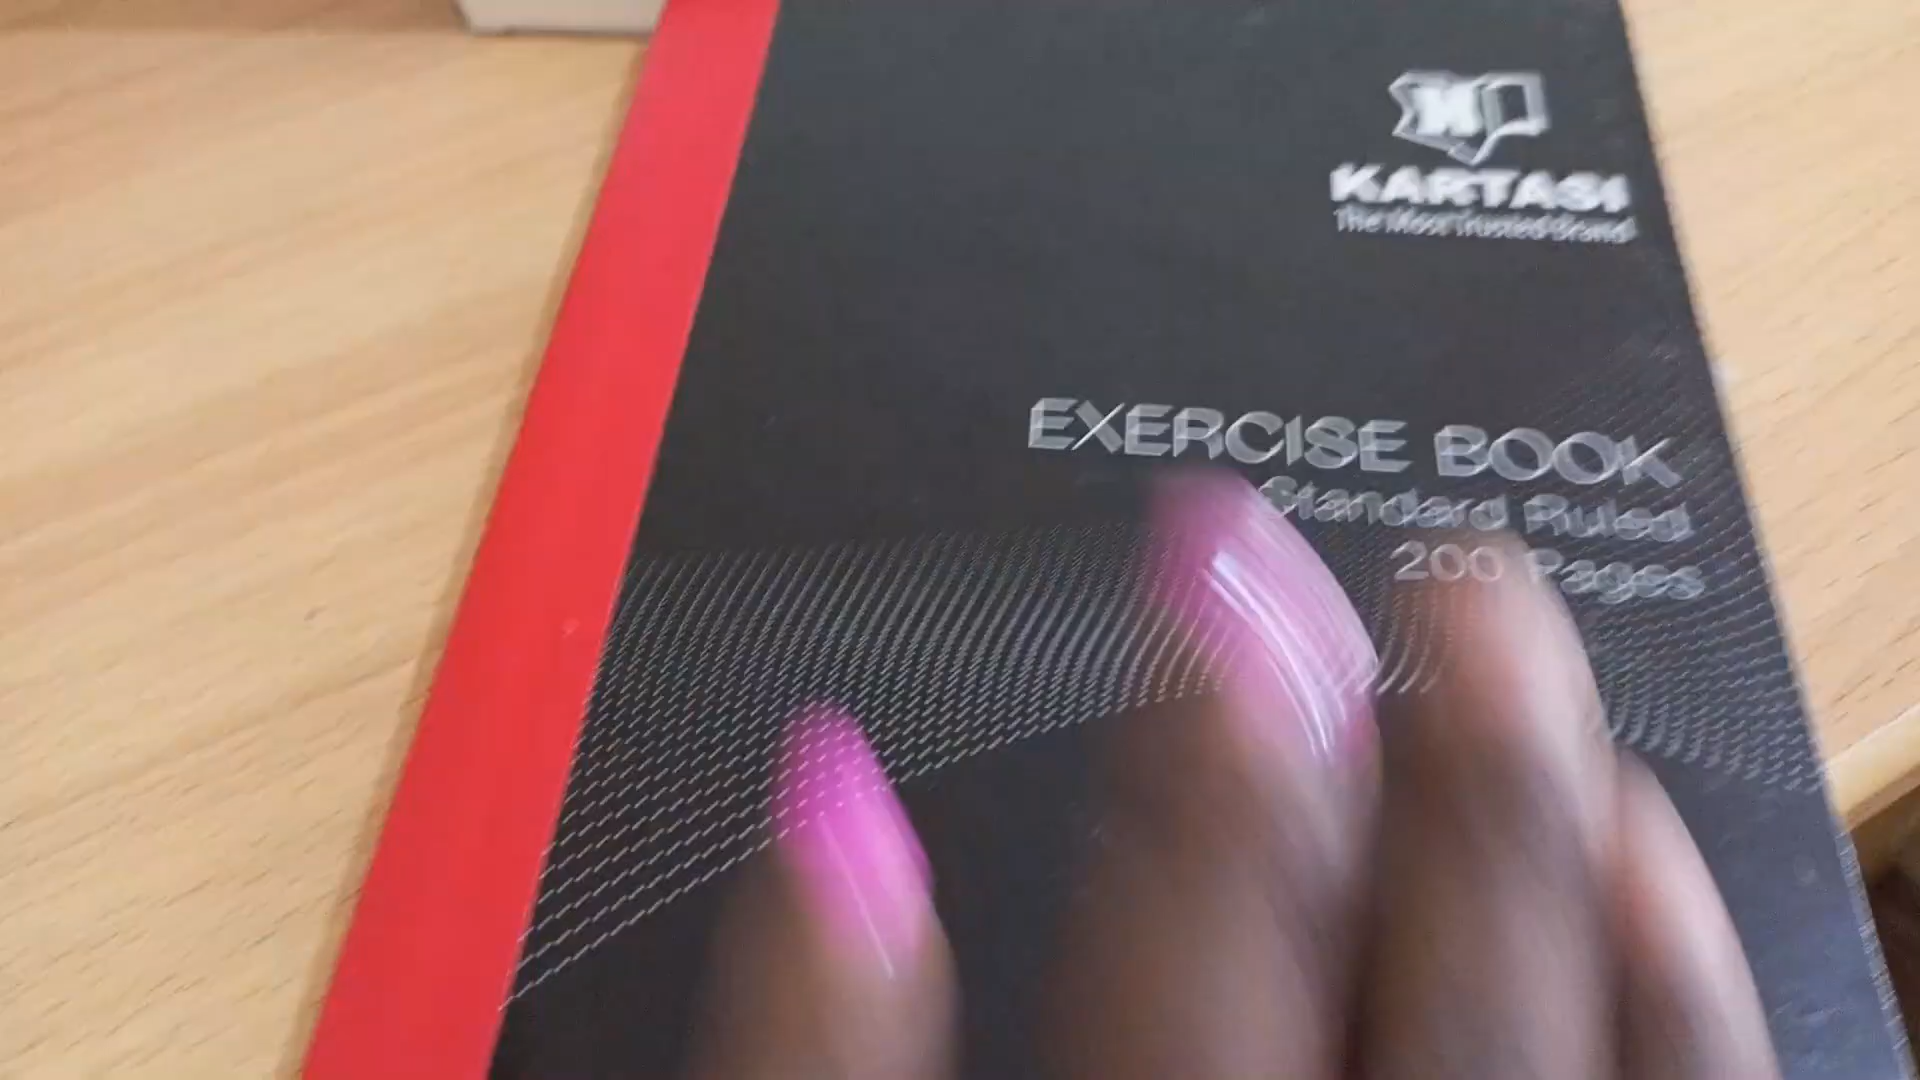 KARTASI
The Most Trusted Brand
EXERCISE BOOK
Standard Ruled
200 Pages